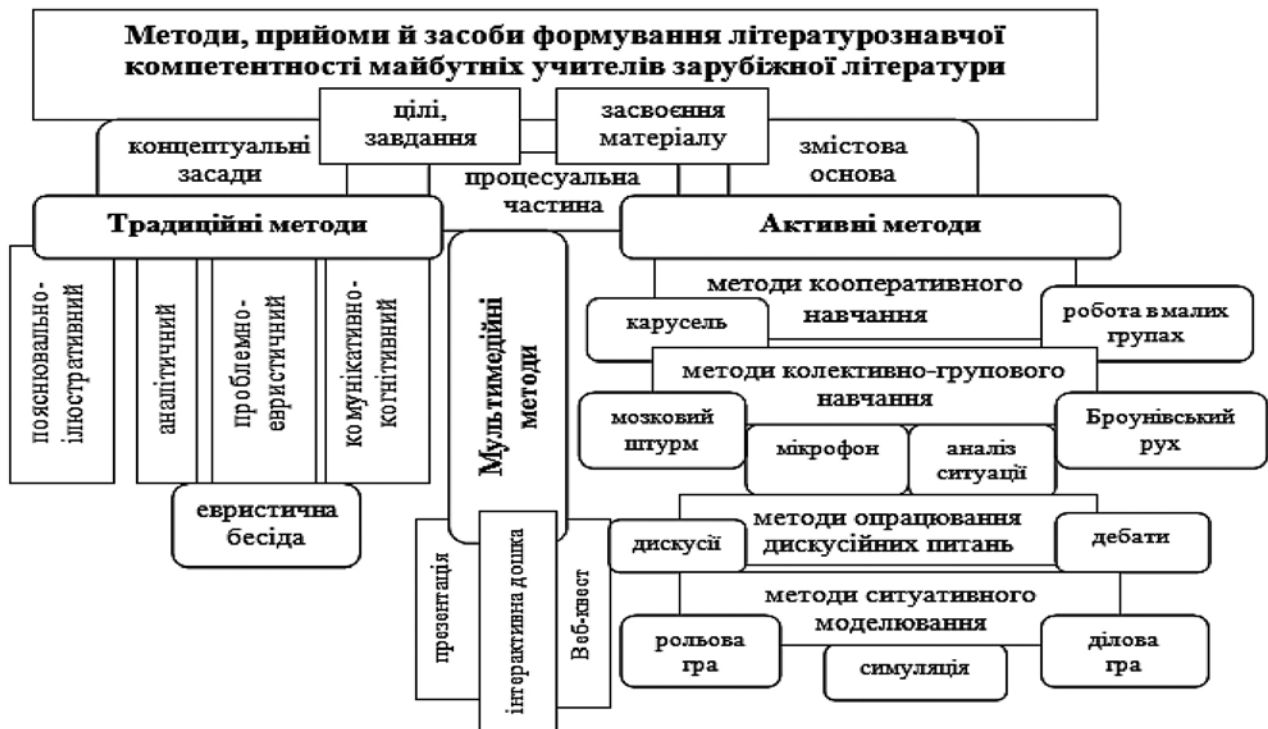 Методи, прийоми й засоби формування літературознавчої
компетентності майбутніх учителів зарубіжної літератури
цілі,
завдання
засвоєння
матеріалу
концептуальні
засади
процесуальна
частина
змістова
основа
Традиційні методи
Активні методи
пояснювально-
ілюстративний
аналітичний
проблемно-
евристичний
комунікативно-
когнітивний
евристична
бесіда
Мультимедійні
методи
презентація
інтерактивна дошка
Веб-квест
методи кооперативного
навчання
карусель
робота в малих
групах
методи колективно-групового
навчання
мозковий
штурм
мікрофон
аналіз
ситуації
Броунівський
рух
методи опрацювання
дискусійних питань
дискусії
дебати
методи ситуативного
моделювання
рольова
гра
симуляція
ділова
гра